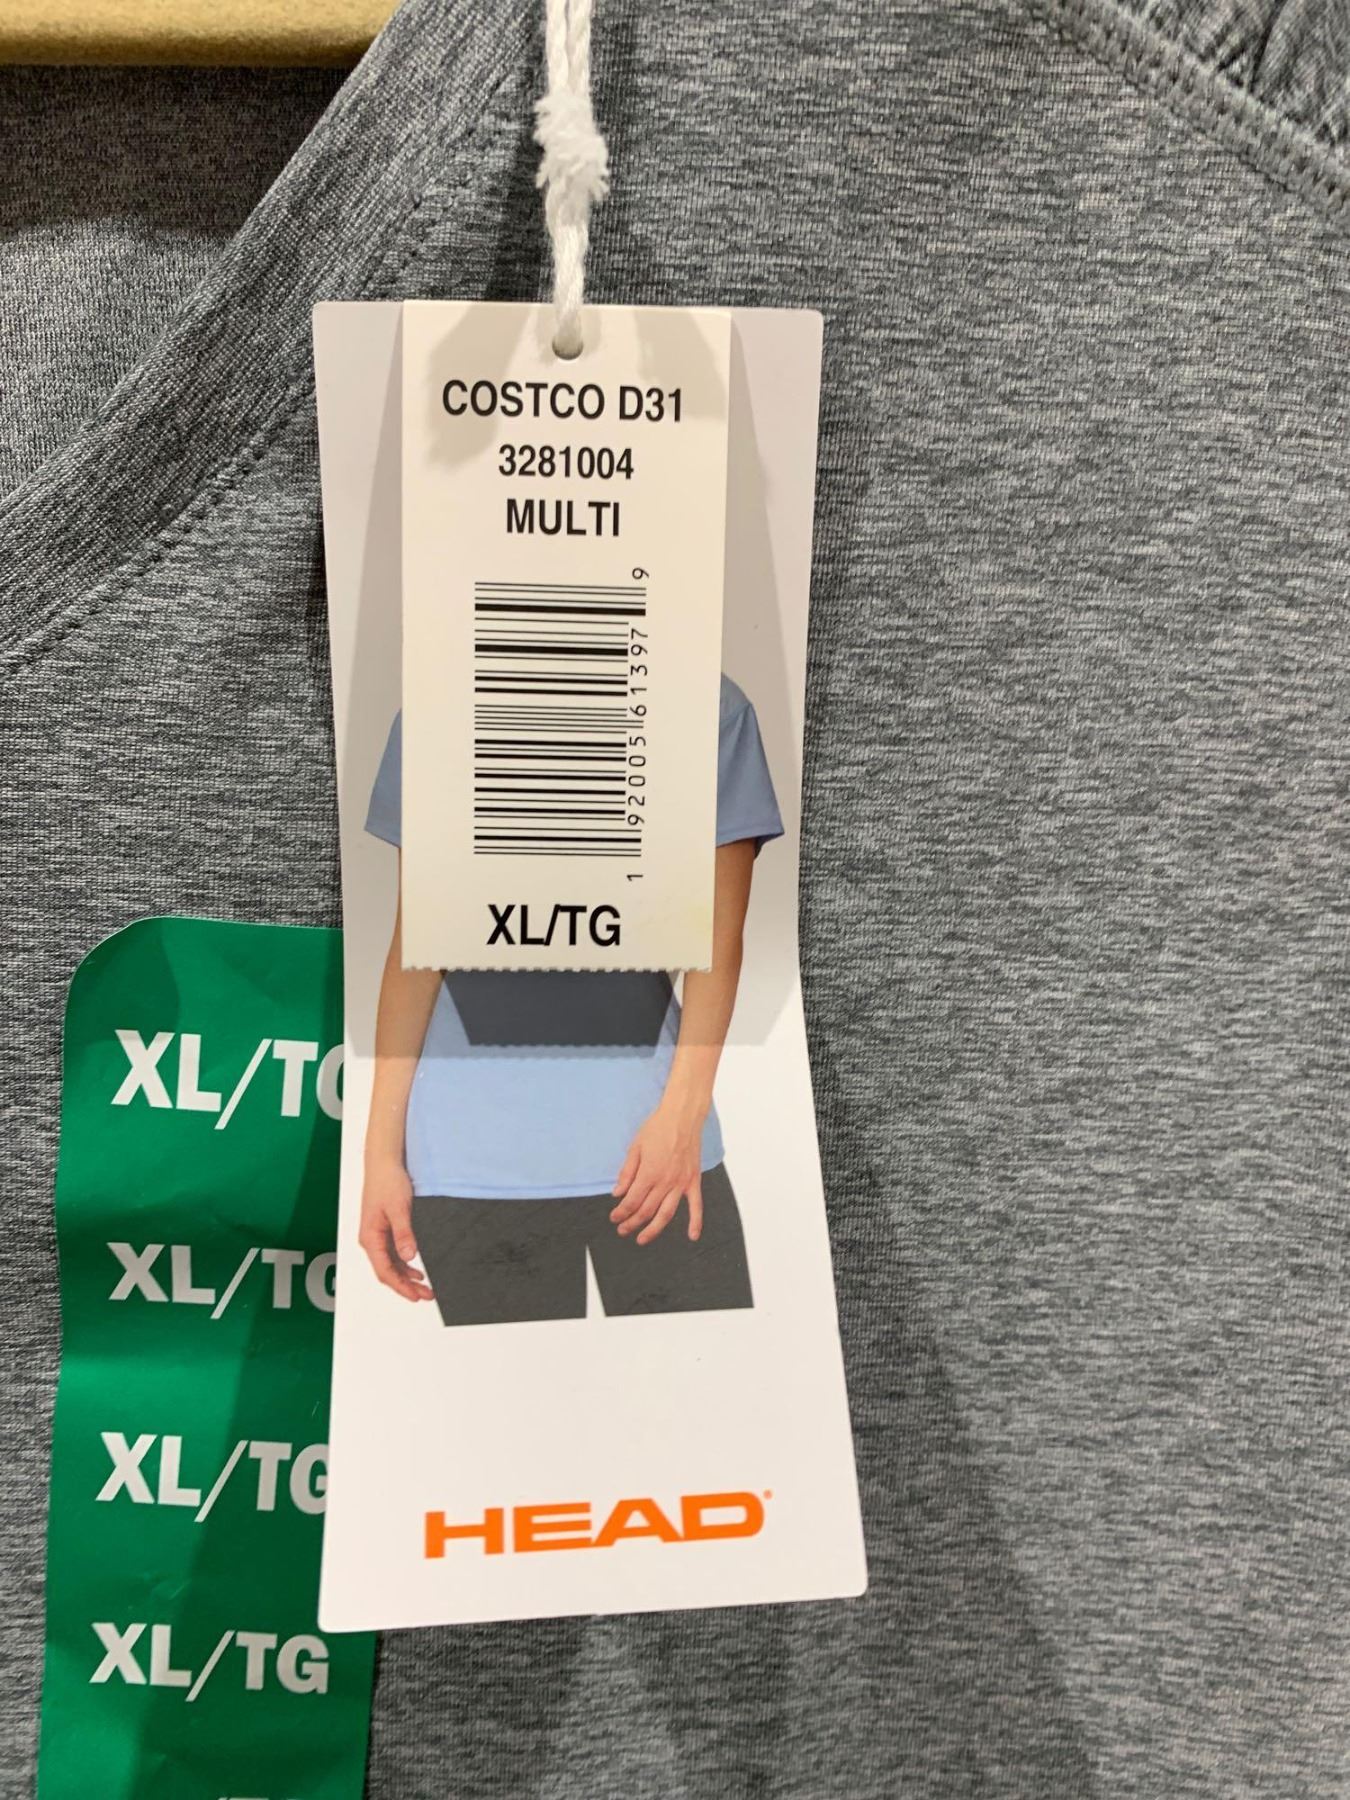 COSTCO D31
3281004
MULTI
1 92005 61397 9
XL/TG
XL/TG
XL/TG
XL/TG
XL/TG
HEAD®